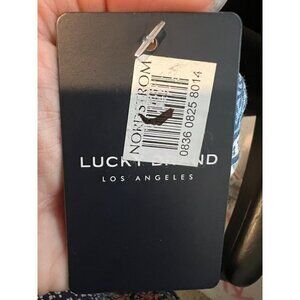 NORDSTROM
0836 0825 8014
LUCKY BRAND
LOS ANGELES